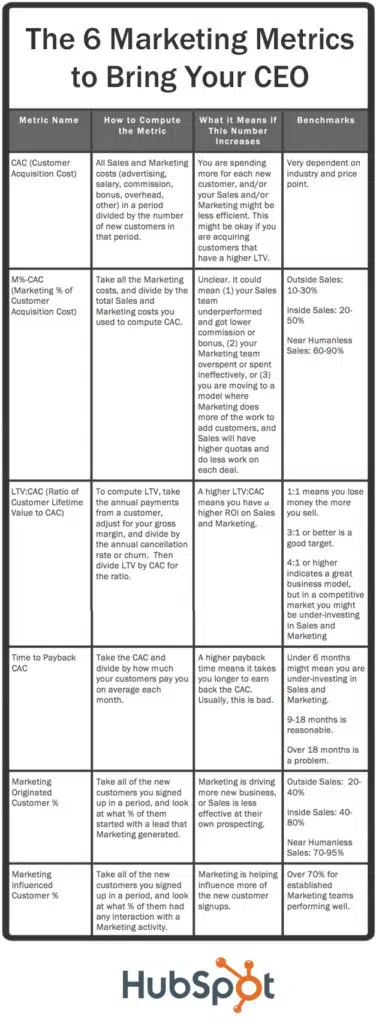 The 6 Marketing Metrics
to Bring Your CEO
Metric Name
How to Compute
the Metric
What it Means if
This Number
Increases
Benchmarks
CAC (Customer
Acquisition Cost)
All Sales and Marketing
costs (advertising,
salary, commission,
bonus, overhead,
other) in a period
divided by the number
of new customers in
that period.
You are spending
more for each new
customer, and/or
your Sales and/or
Marketing might be
less efficient. This
might be okay if you
are acquiring
customers that
have a higher LTV.
Very dependent on
industry and price
point.
M%-CAC
(Marketing % of
Customer
Acquisition Cost)
Take all the Marketing
costs, and divide by the
total Sales and
Marketing costs you
used to compute CAC.
Unclear. It could
mean (1) your Sales
team
underperformed
and got lower
commission or
bonus, (2) your
Marketing team
overspent or spent
ineffectively, or (3)
you are moving to a
model where
Marketing does
more of the work to
add customers, and
Sales will have
higher quotas and
do less work on
each deal.
Outside Sales:
10-30%
Inside Sales: 20-
50%
Near Humanless
Sales: 60-90%
LTV:CAC (Ratio of
Customer Lifetime
Value to CAC)
To compute LTV, take
the annual payments
from a customer,
adjust for your gross
margin, and divide by
the annual cancellation
rate or churn. Then
divide LTV by CAC for
the ratio.
A higher LTV:CAC
means you have a
higher ROI on Sales
and Marketing.
1:1 means you lose
money the more
you sell.
3:1 or better is a
good target.
4:1 or higher
indicates a great
business model,
but in a competitive
market you might
be under-investing
in Sales and
Marketing
Time to Payback
CAC
Take the CAC and
divide by how much
your customers pay you
on average each
month.
A higher payback
time means it takes
you longer to earn
back the CAC.
Usually, this is bad.
Under 6 months
might mean you are
under-investing in
Sales and
Marketing.
9-18 months is
reasonable.
Over 18 months is
a problem.
Marketing
Originated
Customer %
Take all of the new
customers you signed
up in a period, and look
at what % of them
started with a lead that
Marketing generated.
Marketing is driving
more new business,
or Sales is less
effective at their
own prospecting.
Outside Sales: 20-
40%
Inside Sales: 40-
80%
Near Humanless
Sales: 70-95%
Marketing
Influenced
Customer %
Take all of the new
customers you signed
up in a period, and look
at what % of them had
any interaction with a
Marketing activity.
Marketing is helping
influence more of
the new customer
signups.
Over 70% for
established
Marketing teams
performing well.
HubSpot